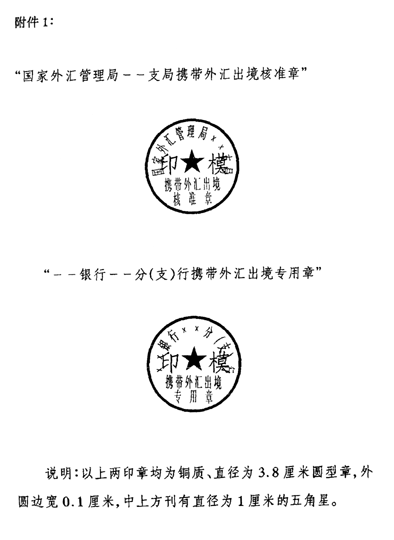 附件1:
“国家外汇管理局－－支局携带外汇出境核准章”
国家外汇管理局××支局
印★模
携带外汇出境
核准章
“－－银行－－分(支)行携带外汇出境专用章”
××银行××分(支)行
印★模
携带外汇出境
专用章
说明:以上两印章均为铜质、直径为3.8厘米圆型章,外
圆边宽0.1厘米,中上方刊有直径为1厘米的五角星。